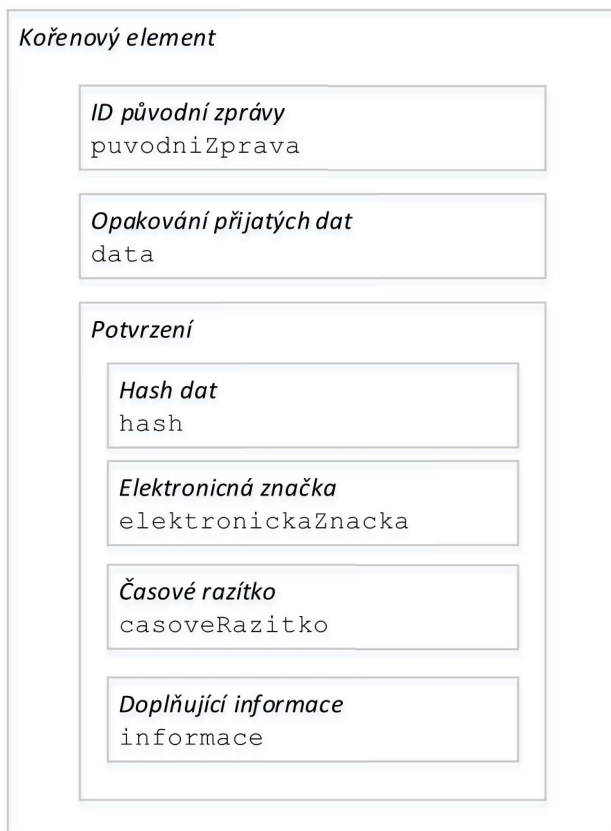 Kořenový element
ID původní zprávy
puvodniZprava
Opakování přijatých dat
data
Potvrzení
Hash dat
hash
Elektronicná značka
elektronickaZnacka
Časové razítko
casoveRazitko
Doplňující informace
informace